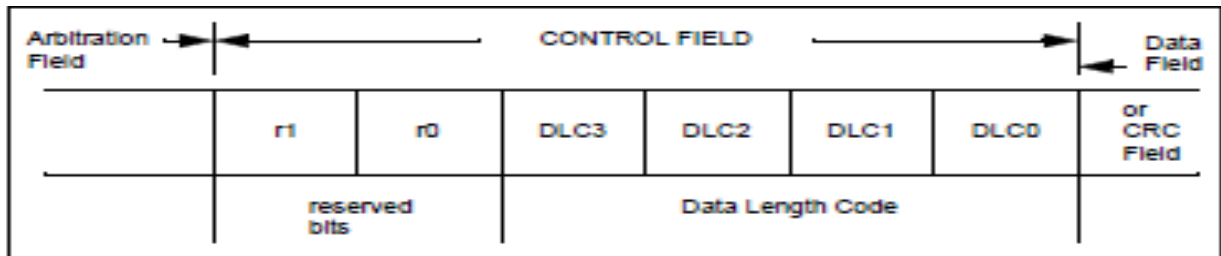 Arbitration
Field
CONTROL FIELD
Data
Field
r1 r0 DLC3 DLC2 DLC1 DLC0
or
CRC
Field
reserved
bits
Data Length Code